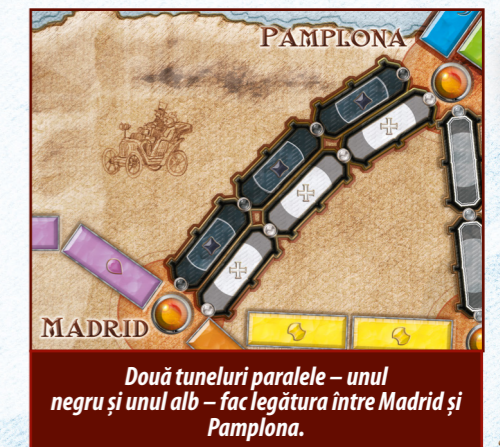 PAMPLONA
MADRID
Două tuneluri paralele – unul
negru și unul alb – fac legătura între Madrid și
Pamplona.